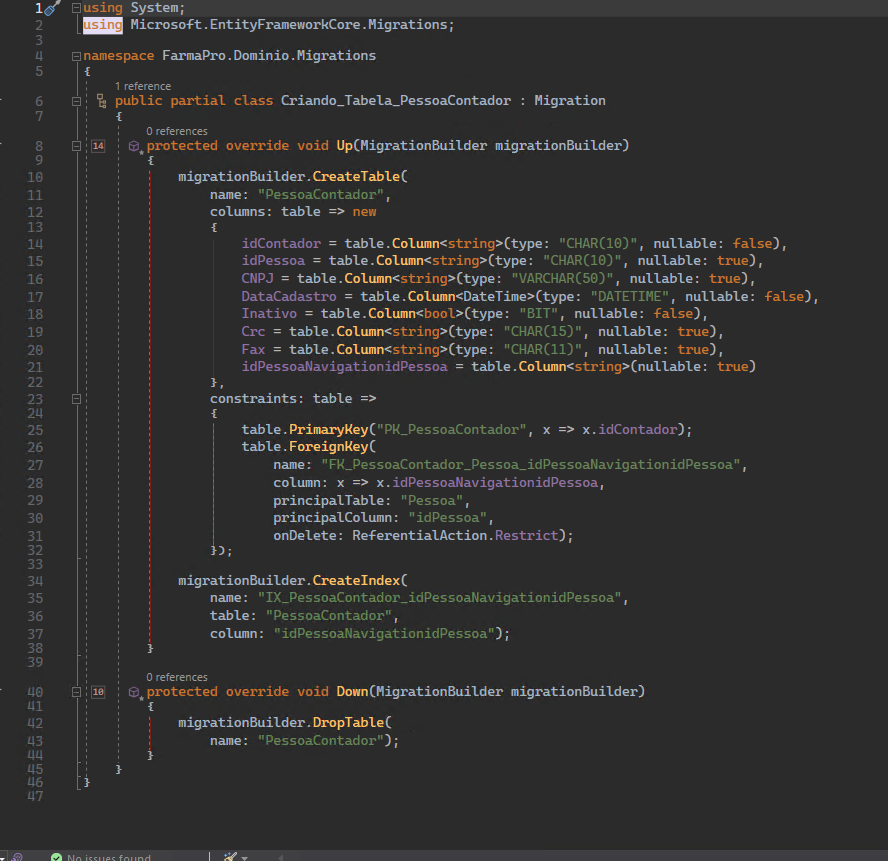 1 using System;
2 using Microsoft.EntityFrameworkCore.Migrations;
3
4 namespace FarmaPro.Dominio.Migrations
5 {
1 reference
6 public partial class Criando_Tabela_PessoaContador : Migration
7 {
0 references
8 14 protected override void Up(MigrationBuilder migrationBuilder)
9 {
10 migrationBuilder.CreateTable(
11 name: "PessoaContador",
12 columns: table => new
13 {
14 idContador = table.Column<string>(type: "CHAR(10)", nullable: false),
15 idPessoa = table.Column<string>(type: "CHAR(10)", nullable: true),
16 CNPJ = table.Column<string>(type: "VARCHAR(50)", nullable: true),
17 DataCadastro = table.Column<DateTime>(type: "DATETIME", nullable: false),
18 Inativo = table.Column<bool>(type: "BIT", nullable: false),
19 Crc = table.Column<string>(type: "CHAR(15)", nullable: true),
20 Fax = table.Column<string>(type: "CHAR(11)", nullable: true),
21 idPessoaNavigationidPessoa = table.Column<string>(nullable: true)
22 },
23 constraints: table =>
24 {
25 table.PrimaryKey("PK_PessoaContador", x => x.idContador);
26 table.ForeignKey(
27 name: "FK_PessoaContador_Pessoa_idPessoaNavigationidPessoa",
28 column: x => x.idPessoaNavigationidPessoa,
29 principalTable: "Pessoa",
30 principalColumn: "idPessoa",
31 onDelete: ReferentialAction.Restrict);
32 });
33
34 migrationBuilder.CreateIndex(
35 name: "IX_PessoaContador_idPessoaNavigationidPessoa",
36 table: "PessoaContador",
37 column: "idPessoaNavigationidPessoa");
38 }
39
0 references
40 10 protected override void Down(MigrationBuilder migrationBuilder)
41 {
42 migrationBuilder.DropTable(
43 name: "PessoaContador");
44 }
45 }
46 }
47
No issues found